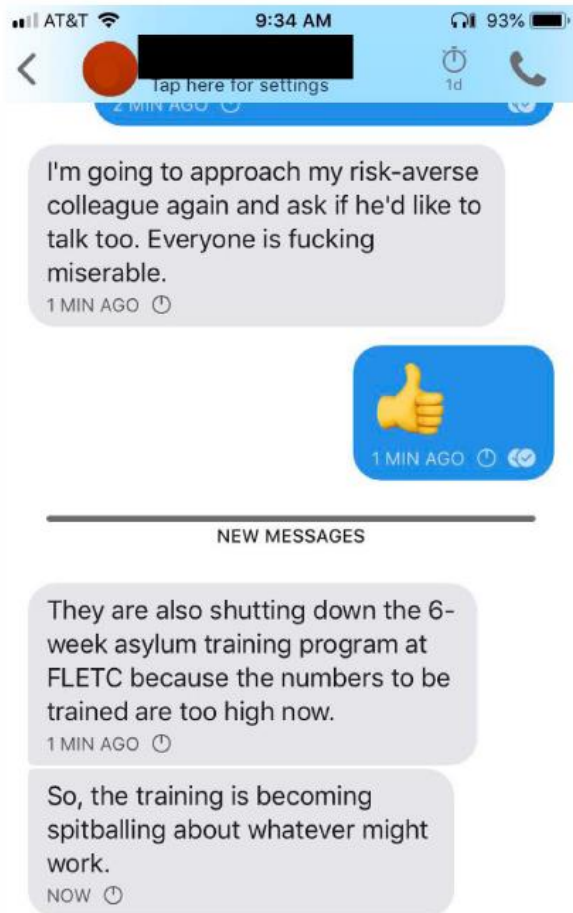 AT&T 9:34 AM 93%
Tap here for settings
1d
2 MIN AGO
I'm going to approach my risk-averse
colleague again and ask if he'd like to
talk too. Everyone is fucking
miserable.
1 MIN AGO
1 MIN AGO
NEW MESSAGES
They are also shutting down the 6-
week asylum training program at
FLETC because the numbers to be
trained are too high now.
1 MIN AGO
So, the training is becoming
spitballing about whatever might
work.
NOW